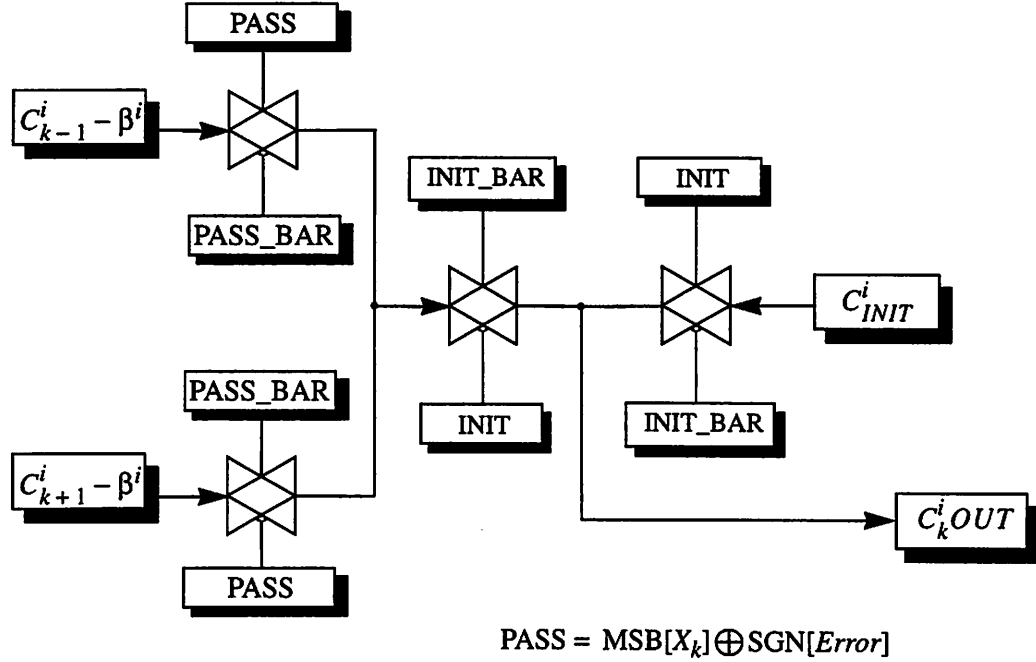 PASS
C^i_{k-1} − β^i
PASS_BAR
INIT_BAR
INIT
C^i_{INIT}
PASS_BAR
INIT
INIT_BAR
C^i_{k+1} − β^i
C^i_k OUT
PASS
PASS = MSB[X_k]⊕SGN[Error]